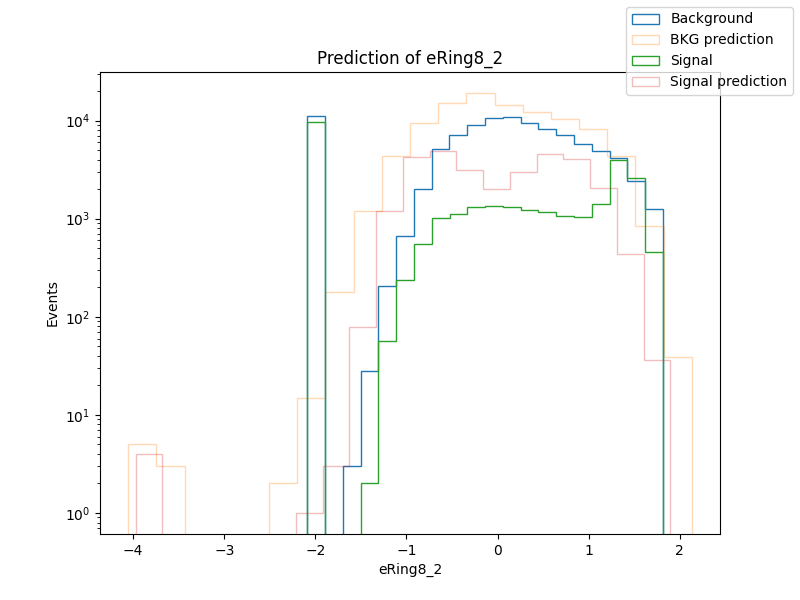 Prediction of eRing8_2
Background
BKG prediction
Signal
Signal prediction
Events
10⁴
10³
10²
10¹
10⁰
−4
−3
−2
−1
0
1
2
eRing8_2